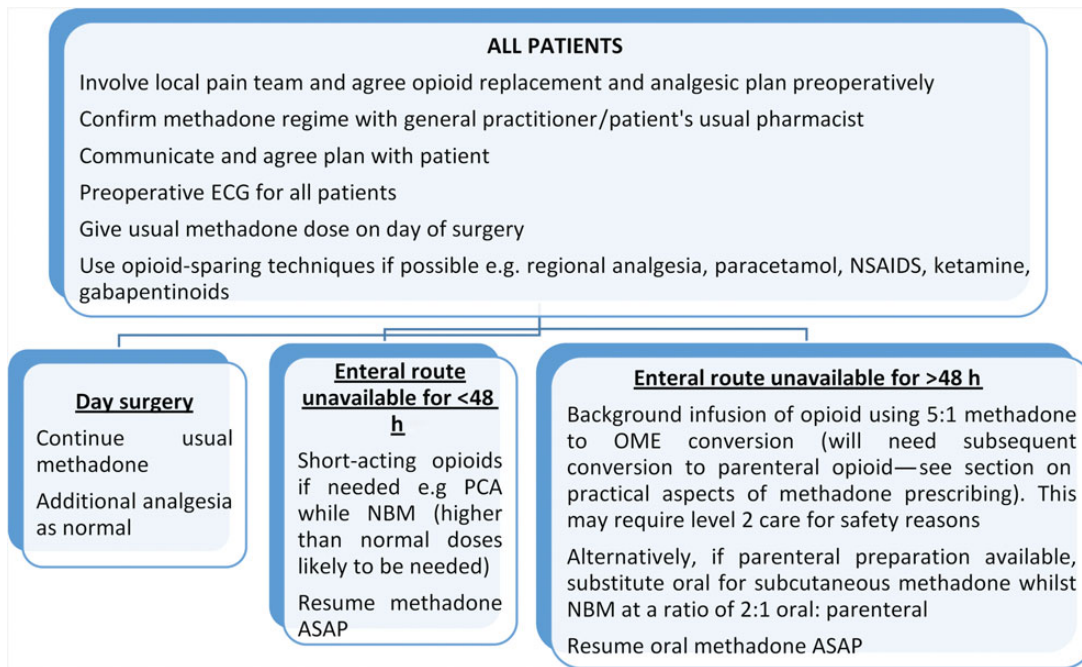 ALL PATIENTS
Involve local pain team and agree opioid replacement and analgesic plan preoperatively
Confirm methadone regime with general practitioner/patient's usual pharmacist
Communicate and agree plan with patient
Preoperative ECG for all patients
Give usual methadone dose on day of surgery
Use opioid-sparing techniques if possible e.g. regional analgesia, paracetamol, NSAIDS, ketamine,
gabapentinoids
Day surgery
Continue usual
methadone
Additional analgesia
as normal
Enteral route
unavailable for <48
h
Short-acting opioids
if needed e.g PCA
while NBM (higher
than normal doses
likely to be needed)
Resume methadone
ASAP
Enteral route unavailable for >48 h
Background infusion of opioid using 5:1 methadone
to OME conversion (will need subsequent
conversion to parenteral opioid—see section on
practical aspects of methadone prescribing). This
may require level 2 care for safety reasons
Alternatively, if parenteral preparation available,
substitute oral for subcutaneous methadone whilst
NBM at a ratio of 2:1 oral: parenteral
Resume oral methadone ASAP